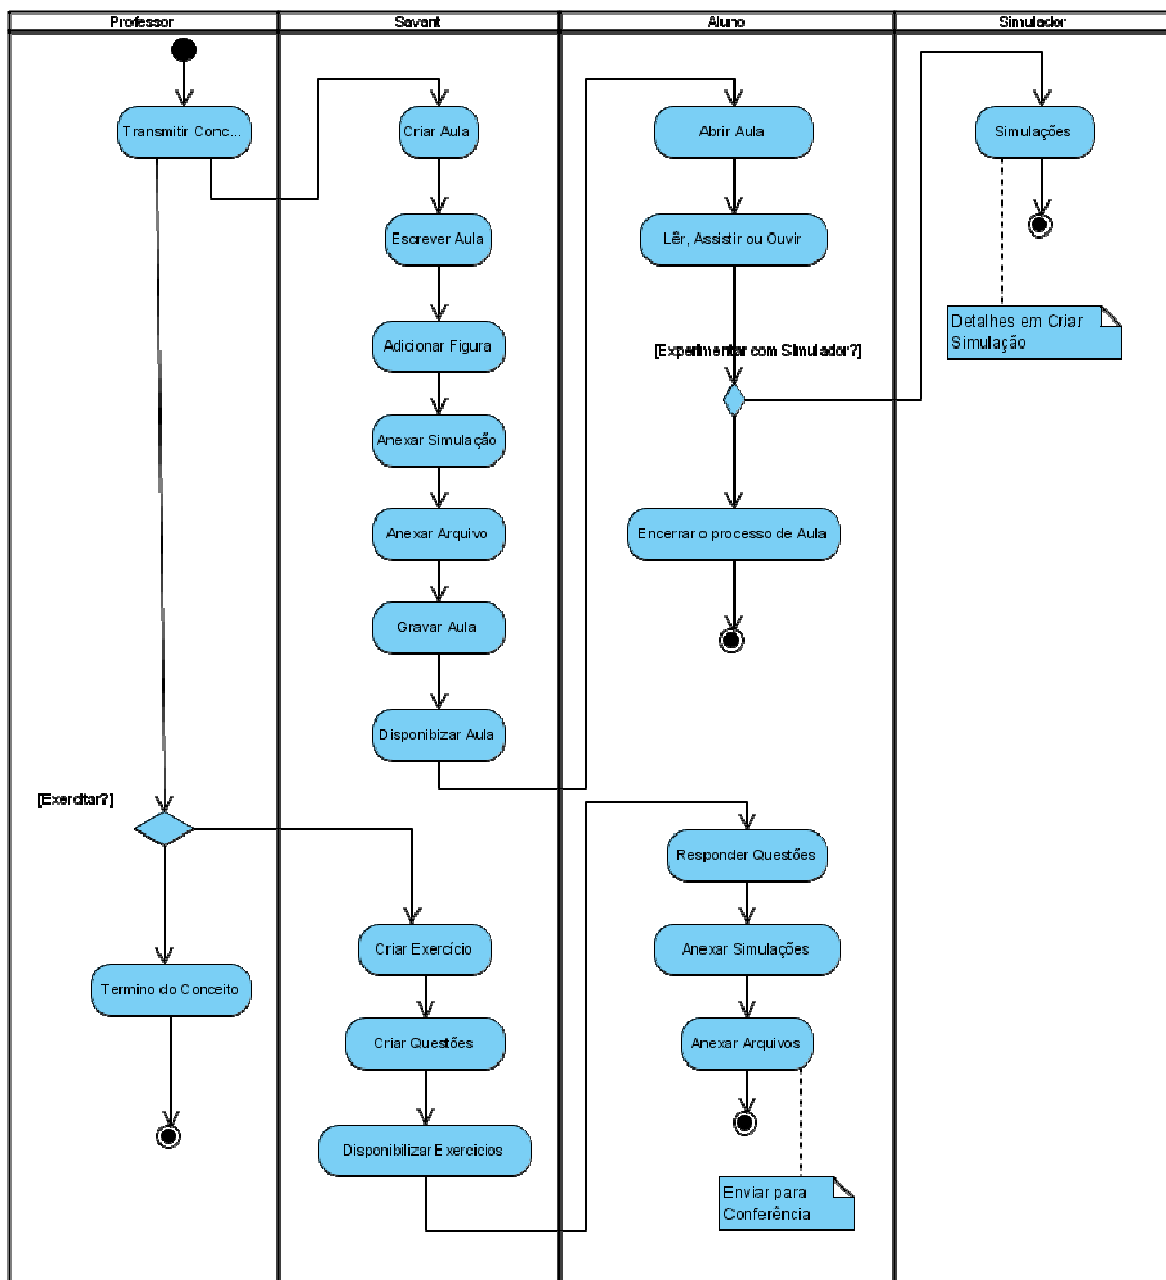 Professor
Savant
Aluno
Simulador
Transmitir Conc...
Criar Aula
Abrir Aula
Simulações
Escrever Aula
Lêr, Assistir ou Ouvir
Adicionar Figura
[Experimentar com Simulador?]
Detalhes em Criar
Simulação
Anexar Simulação
Anexar Arquivo
Encerrar o processo de Aula
Gravar Aula
Disponibizar Aula
[Exercitar?]
Responder Questões
Criar Exercício
Anexar Simulações
Termino do Conceito
Criar Questões
Anexar Arquivos
Disponibilizar Exercicios
Enviar para
Conferência